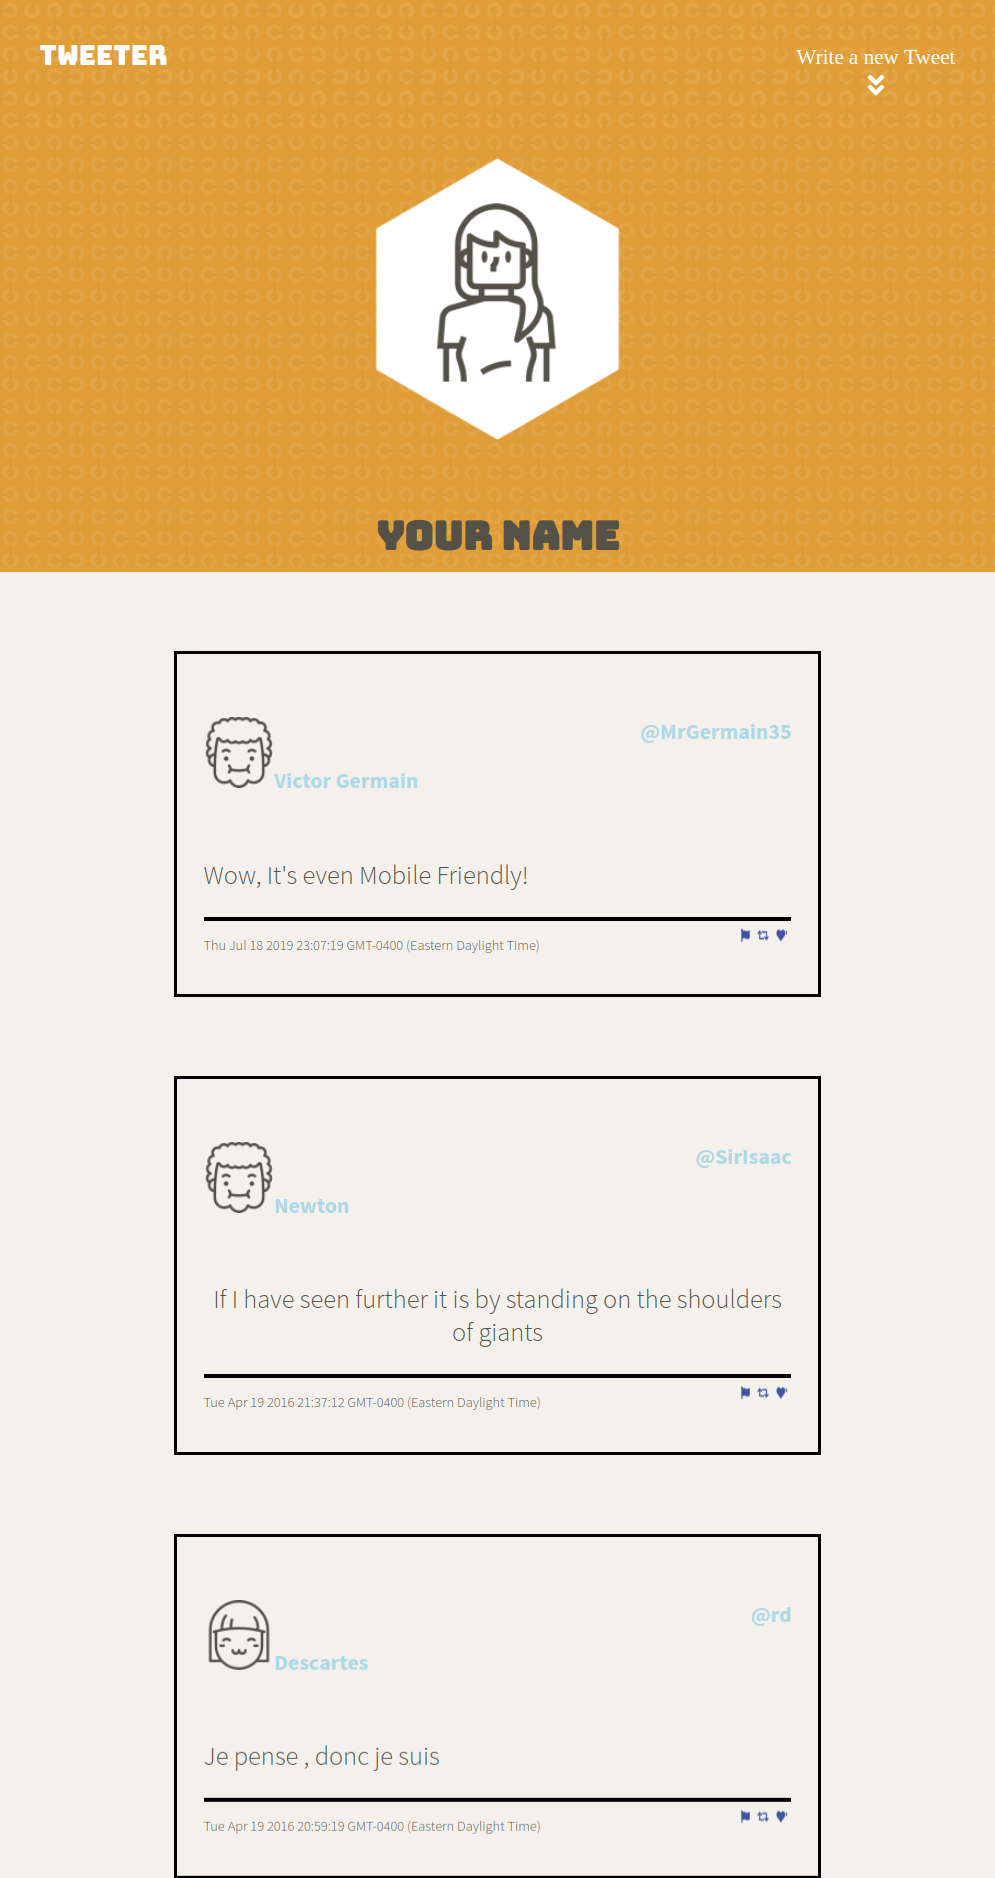 TWEETER
Write a new Tweet
YOUR NAME
@MrGermain35
Victor Germain
Wow, It's even Mobile Friendly!
Thu Jul 18 2019 23:07:19 GMT-0400 (Eastern Daylight Time)
@SirIsaac
Newton
If I have seen further it is by standing on the shoulders
of giants
Tue Apr 19 2016 21:37:12 GMT-0400 (Eastern Daylight Time)
@rd
Descartes
Je pense , donc je suis
Tue Apr 19 2016 20:59:19 GMT-0400 (Eastern Daylight Time)